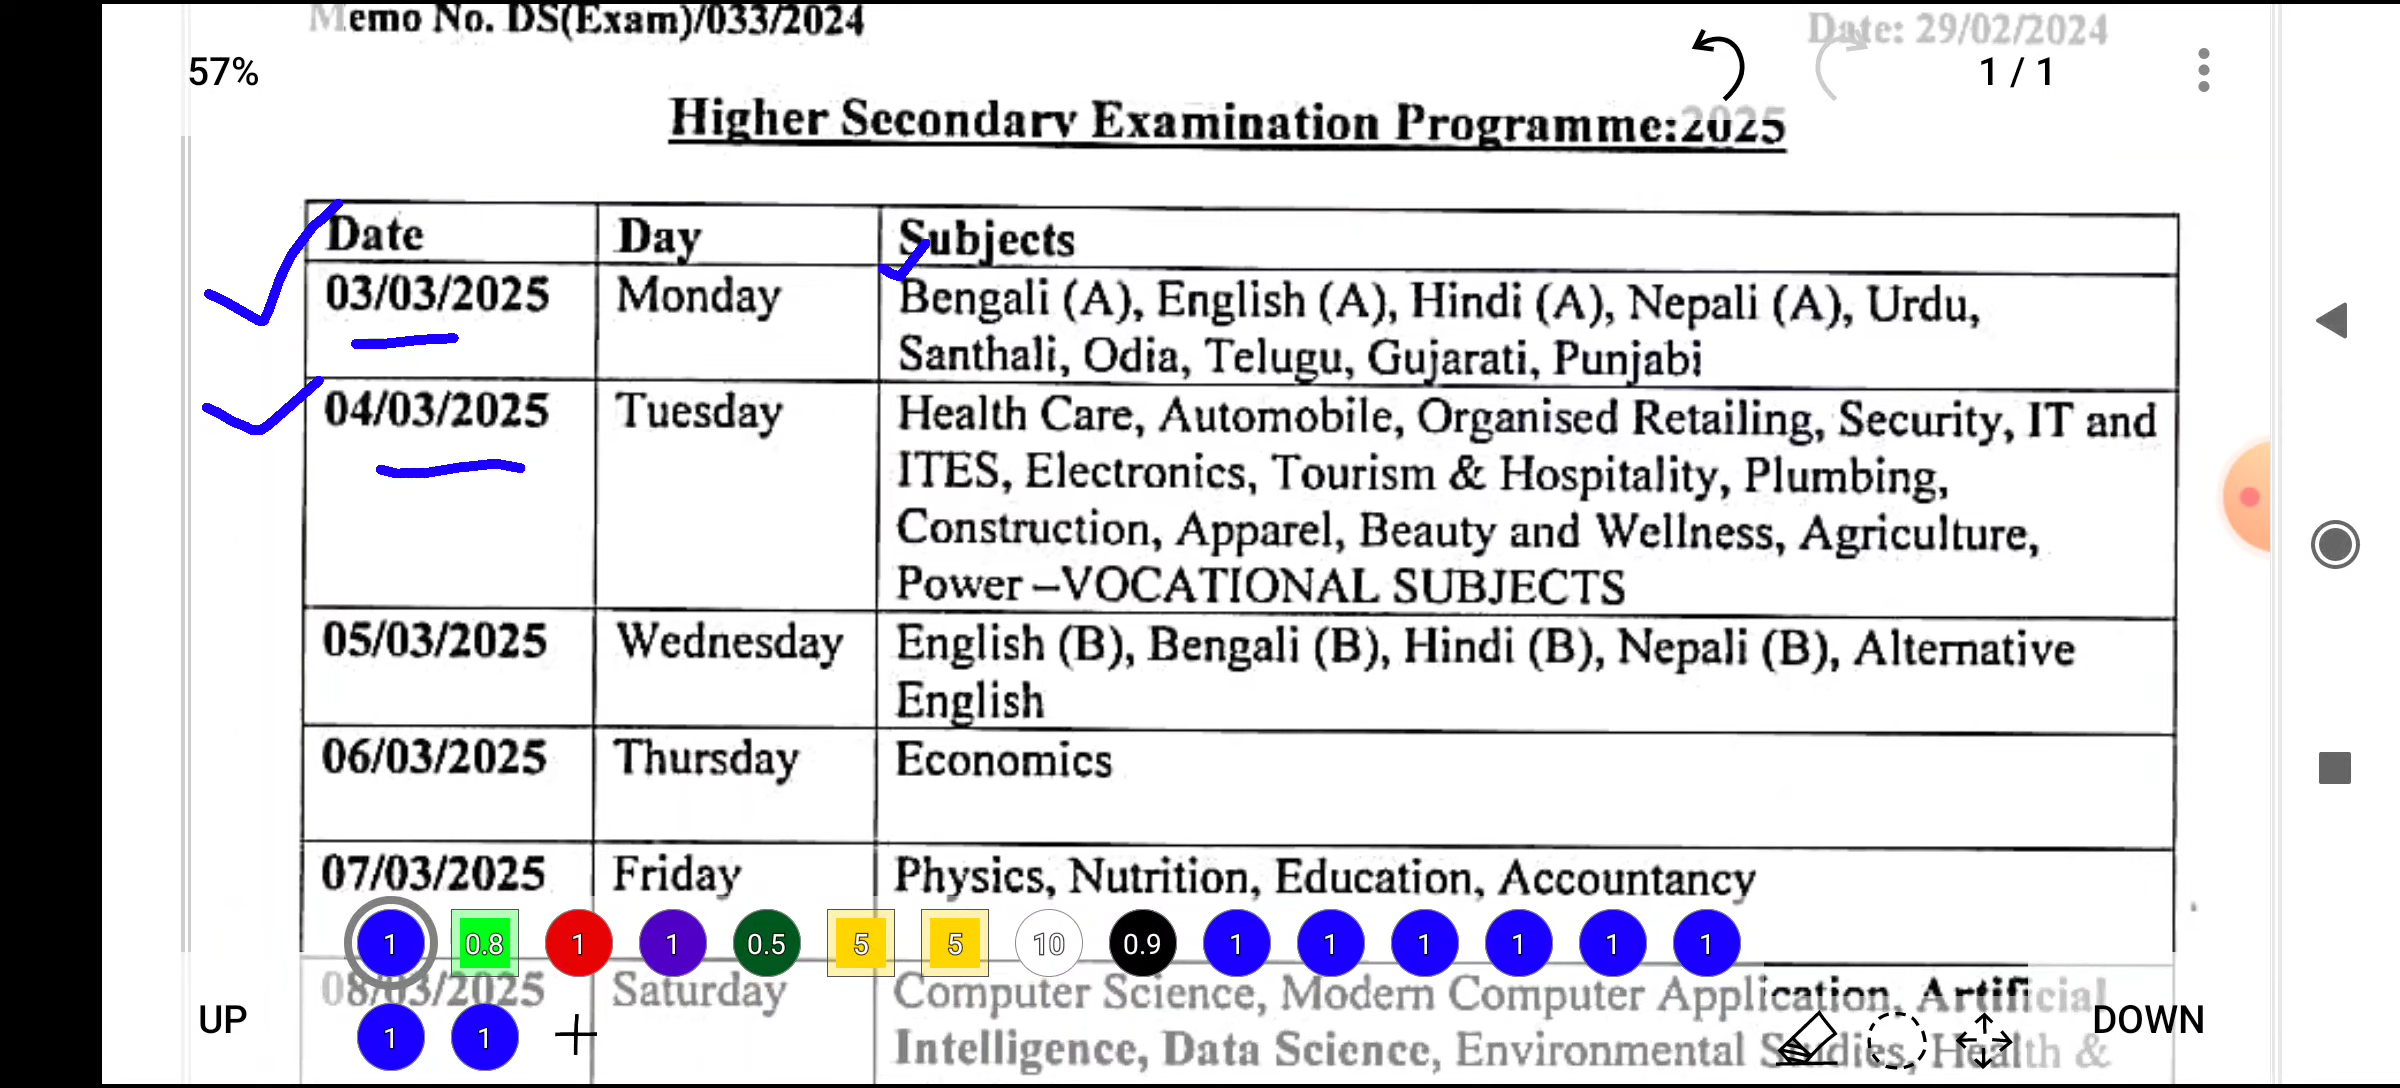 Memo No. DS(Exam)/033/2024
Date: 29/02/2024
57%
1 / 1
Higher Secondary Examination Programme:2025
Date Day Subjects
03/03/2025 Monday Bengali (A), English (A), Hindi (A), Nepali (A), Urdu,
Santhali, Odia, Telugu, Gujarati, Punjabi
04/03/2025 Tuesday Health Care, Automobile, Organised Retailing, Security, IT and
ITES, Electronics, Tourism & Hospitality, Plumbing,
Construction, Apparel, Beauty and Wellness, Agriculture,
Power –VOCATIONAL SUBJECTS
05/03/2025 Wednesday English (B), Bengali (B), Hindi (B), Nepali (B), Alternative
English
06/03/2025 Thursday Economics
07/03/2025 Friday Physics, Nutrition, Education, Accountancy
1 0.8 1 1 0.5 5 5 10 0.9 1 1 1 1 1 1
08/03/2025 Saturday Computer Science, Modern Computer Application, Artificial
Intelligence, Data Science, Environmental Studies, Health &
UP 1 1 + DOWN